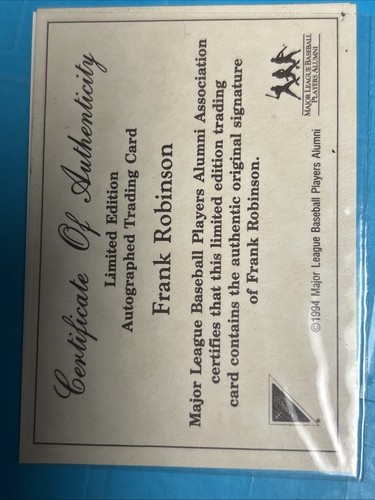 Certificate Of Authenticity
Limited Edition
Autographed Trading Card
Frank Robinson
Major League Baseball Players Alumni Association
certifies that this limited edition trading
card contains the authentic original signature
of Frank Robinson.
MAJOR LEAGUE BASEBALL
PLAYERS ALUMNI
©1994 Major League Baseball Players Alumni